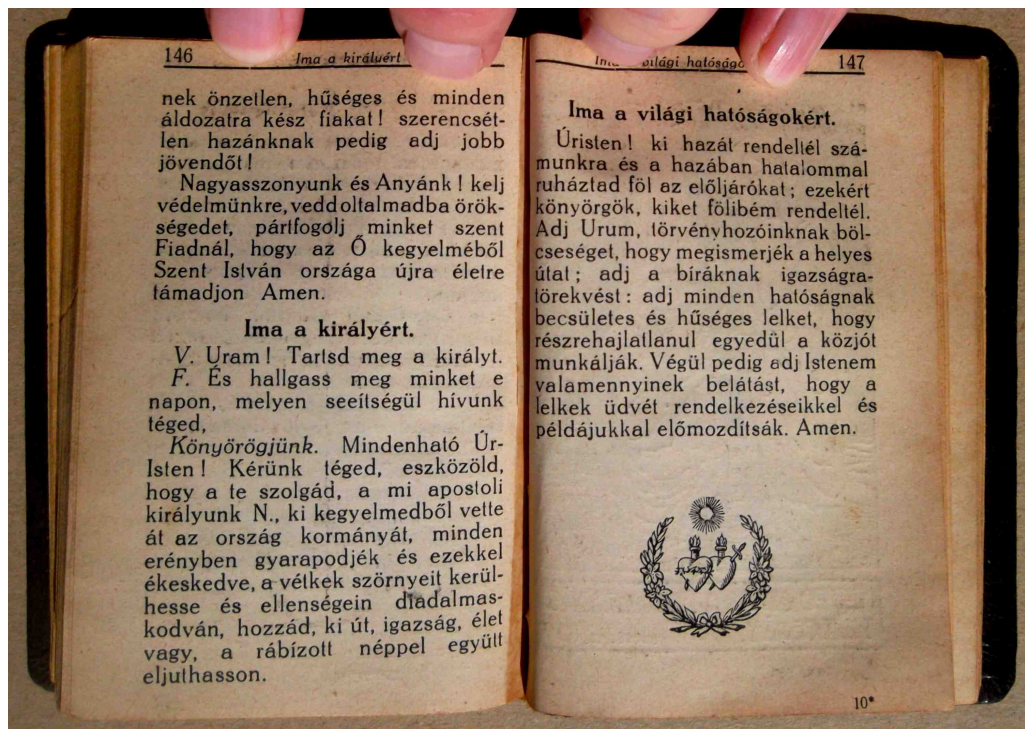 146
Ima a királyért
nek önzetlen, hűséges és minden
áldozatra kész fiakat! szerencsét-
len hazánknak pedig adj jobb
jövendőt!
Nagyasszonyunk és Anyánk! kelj
védelmünkre, vedd oltalmadba örök-
ségedet, pártfogolj minket szent
Fiadnál, hogy az Ő kegyelméből
Szent István országa újra életre
támadjon Amen.
Ima a királyért.
V. Uram! Tartsd meg a királyt.
F. És hallgass meg minket e
napon, melyen seeítségül hívunk
téged,
Könyörögjünk. Mindenható Úr-
Isten! Kérünk téged, eszközöld,
hogy a te szolgád, a mi apostoli
királyunk N., ki kegyelmedből vette
át az ország kormányát, minden
erényben gyarapodjék és ezekkel
ékeskedve, a vétkek szörnyeit kerül-
hesse és ellenségein diadalmas-
kodván, hozzád, ki út, igazság, élet
vagy, a rábízott néppel együtt
eljuthasson.
világi hatóságo
147
Ima a világi hatóságokért.
Úristen! ki hazát rendeltél szá-
munkra és a hazában hatalommal
ruháztad föl az előljárókat; ezekért
könyörgök, kiket fölibém rendeltél.
Adj Uram, törvényhozóinknak böl-
cseséget, hogy megismerjék a helyes
útat; adj a bíráknak igazságra-
törekvést: adj minden hatóságnak
becsületes és hűséges lelket, hogy
részrehajlatlanul egyedül a közjót
munkálják. Végül pedig adj Istenem
valamennyinek belátást, hogy a
lelkek üdvét rendelkezéseikkel és
példájukkal előmozdítsák. Amen.
10*